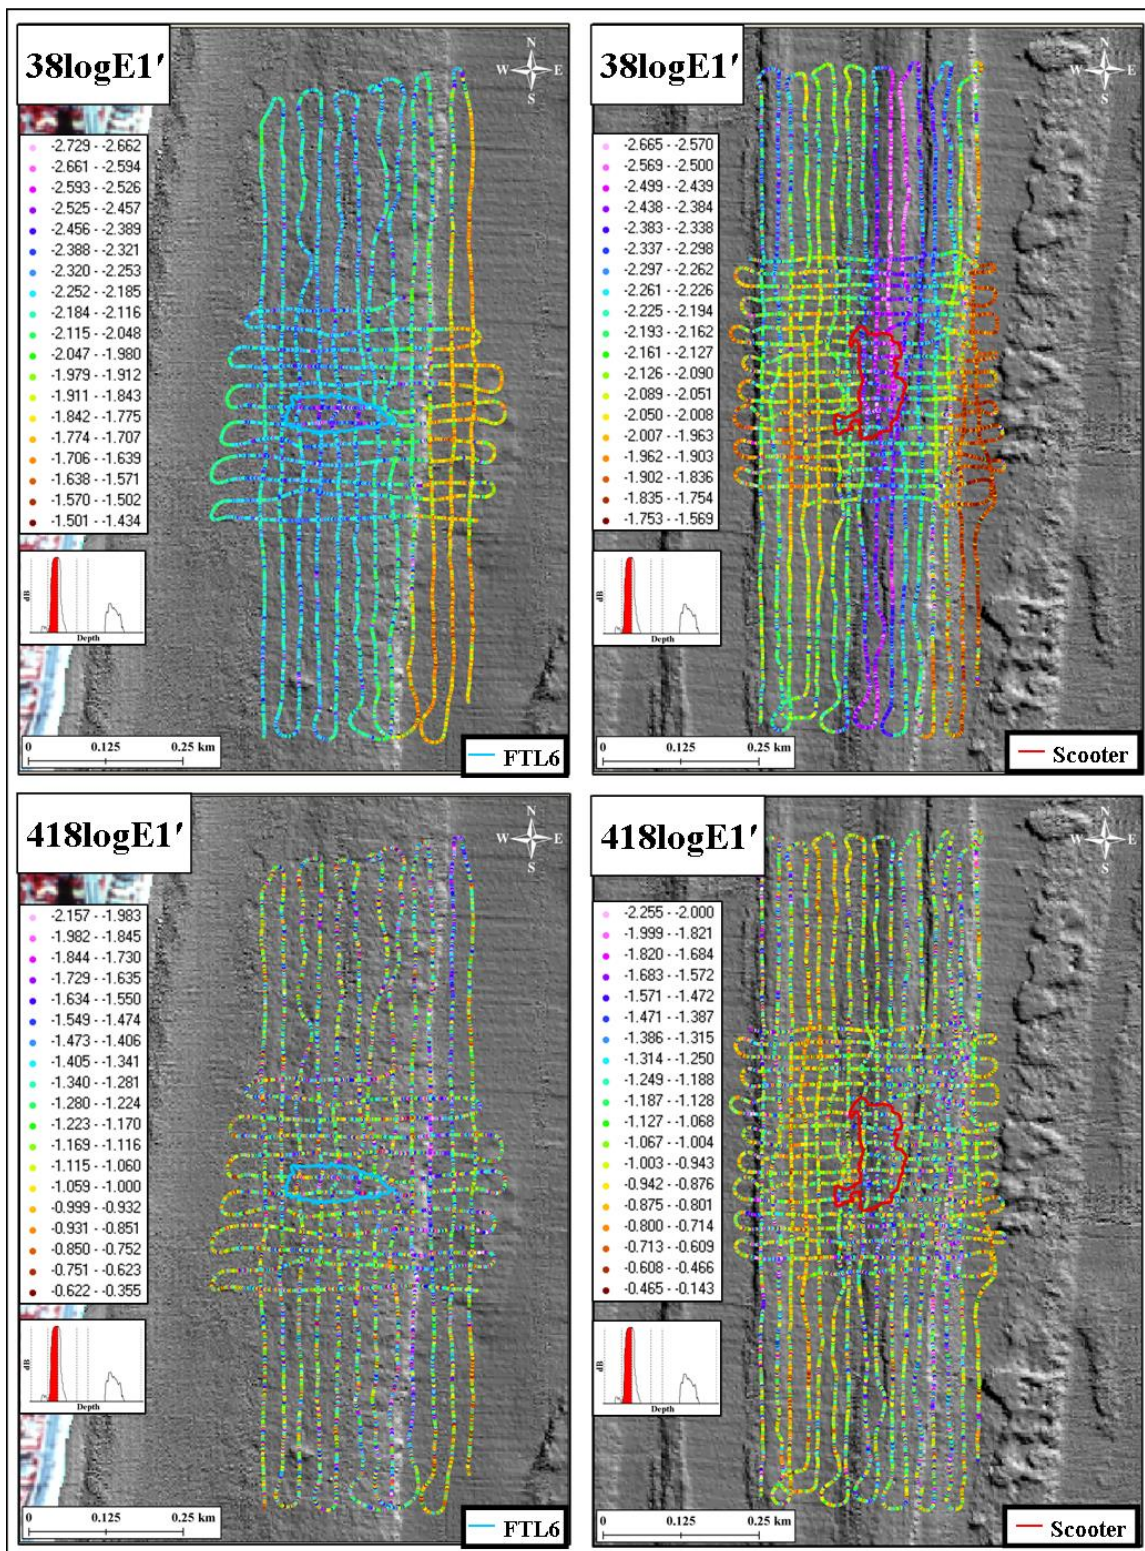 38logE1′
N
W E
S
-2.729 - -2.662
-2.661 - -2.594
-2.593 - -2.526
-2.525 - -2.457
-2.456 - -2.389
-2.388 - -2.321
-2.320 - -2.253
-2.252 - -2.185
-2.184 - -2.116
-2.115 - -2.048
-2.047 - -1.980
-1.979 - -1.912
-1.911 - -1.843
-1.842 - -1.775
-1.774 - -1.707
-1.706 - -1.639
-1.638 - -1.571
-1.570 - -1.502
-1.501 - -1.434
dB
Depth
0 0.125 0.25 km
FTL6
38logE1′
N
W E
S
-2.665 - -2.570
-2.569 - -2.500
-2.499 - -2.439
-2.438 - -2.384
-2.383 - -2.338
-2.337 - -2.298
-2.297 - -2.262
-2.261 - -2.226
-2.225 - -2.194
-2.193 - -2.162
-2.161 - -2.127
-2.126 - -2.090
-2.089 - -2.051
-2.050 - -2.008
-2.007 - -1.963
-1.962 - -1.903
-1.902 - -1.836
-1.835 - -1.754
-1.753 - -1.569
dB
Depth
0 0.125 0.25 km
Scooter
418logE1′
N
W E
S
-2.157 - -1.983
-1.982 - -1.845
-1.844 - -1.730
-1.729 - -1.635
-1.634 - -1.550
-1.549 - -1.474
-1.473 - -1.406
-1.405 - -1.341
-1.340 - -1.281
-1.280 - -1.224
-1.223 - -1.170
-1.169 - -1.116
-1.115 - -1.060
-1.059 - -1.000
-0.999 - -0.932
-0.931 - -0.851
-0.850 - -0.752
-0.751 - -0.623
-0.622 - -0.355
dB
Depth
0 0.125 0.25 km
FTL6
418logE1′
N
W E
S
-2.255 - -2.000
-1.999 - -1.821
-1.820 - -1.684
-1.683 - -1.572
-1.571 - -1.472
-1.471 - -1.387
-1.386 - -1.315
-1.314 - -1.250
-1.249 - -1.188
-1.187 - -1.128
-1.127 - -1.068
-1.067 - -1.004
-1.003 - -0.943
-0.942 - -0.876
-0.875 - -0.801
-0.800 - -0.714
-0.713 - -0.609
-0.608 - -0.466
-0.465 - -0.143
dB
Depth
0 0.125 0.25 km
Scooter